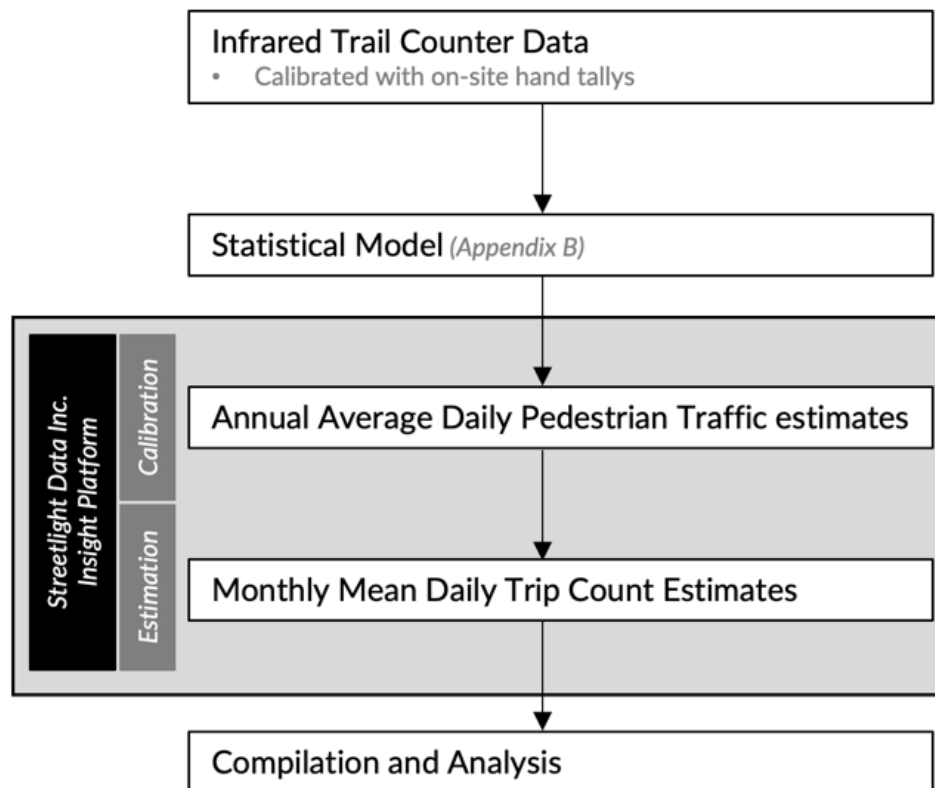 Infrared Trail Counter Data
• Calibrated with on-site hand tallys
Statistical Model (Appendix B)
Streetlight Data Inc.
Insight Platform
Calibration
Annual Average Daily Pedestrian Traffic estimates
Estimation
Monthly Mean Daily Trip Count Estimates
Compilation and Analysis